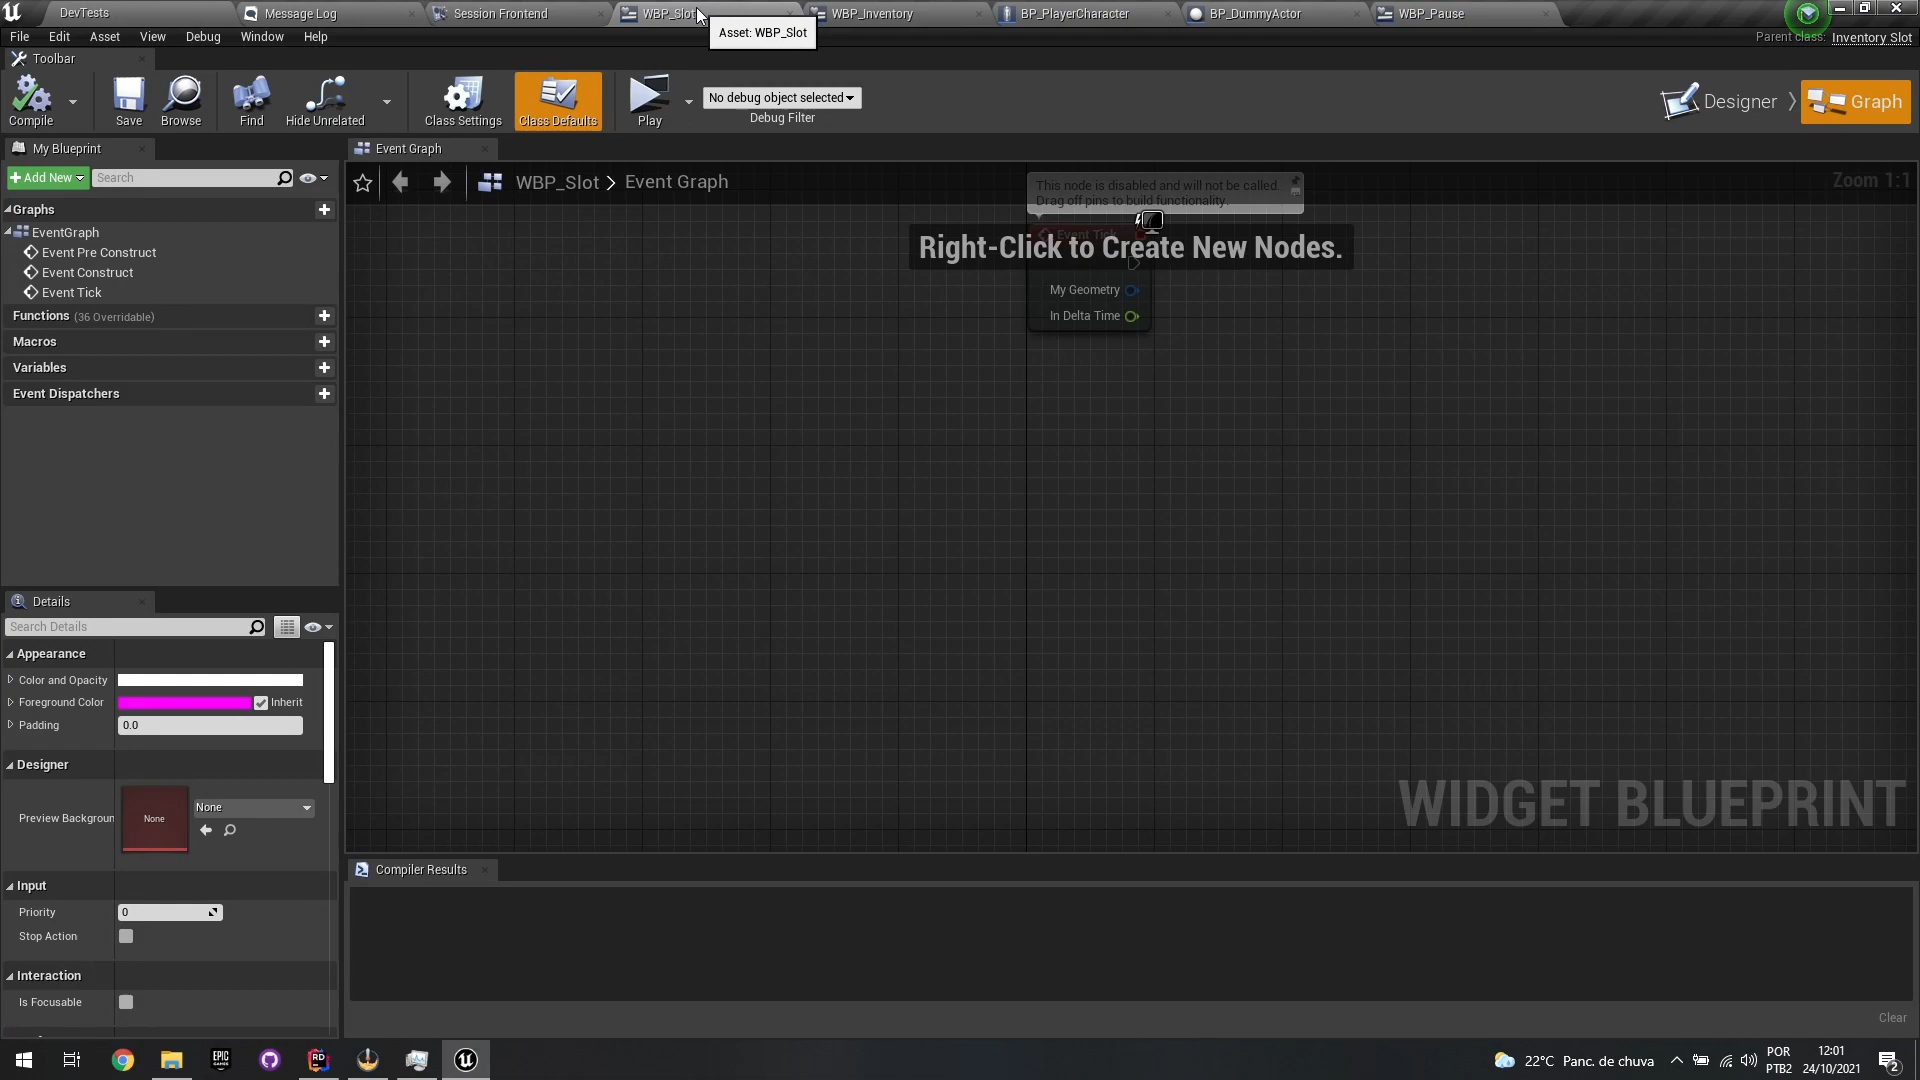 DevTests
Message Log
Session Frontend
WBP_Slot
WBP_Inventory
BP_PlayerCharacter
BP_DummyActor
WBP_Pause
File Edit Asset View Debug Window Help
Asset: WBP_Slot
Parent class: Inventory Slot
Toolbar
Compile
Save
Browse
Find
Hide Unrelated
Class Settings
Class Defaults
Play
No debug object selected
Debug Filter
Designer
Graph
My Blueprint
Event Graph
Add New
Search
WBP_Slot > Event Graph
Zoom 1:1
This node is disabled and will not be called.
Drag off pins to build functionality.
Event Tick
Right-Click to Create New Nodes.
My Geometry
In Delta Time
Graphs
EventGraph
Event Pre Construct
Event Construct
Event Tick
Functions (36 Overridable)
Macros
Variables
Event Dispatchers
Details
Search Details
Appearance
Color and Opacity
Foreground Color
Inherit
Padding
0.0
Designer
Preview Backgroun
None
None
Input
Priority
0
Stop Action
Interaction
Is Focusable
WIDGET BLUEPRINT
Compiler Results
Clear
RD
EPIC GAMES
22°C Panc. de chuva
POR
PTB2
12:01
24/10/2021
2